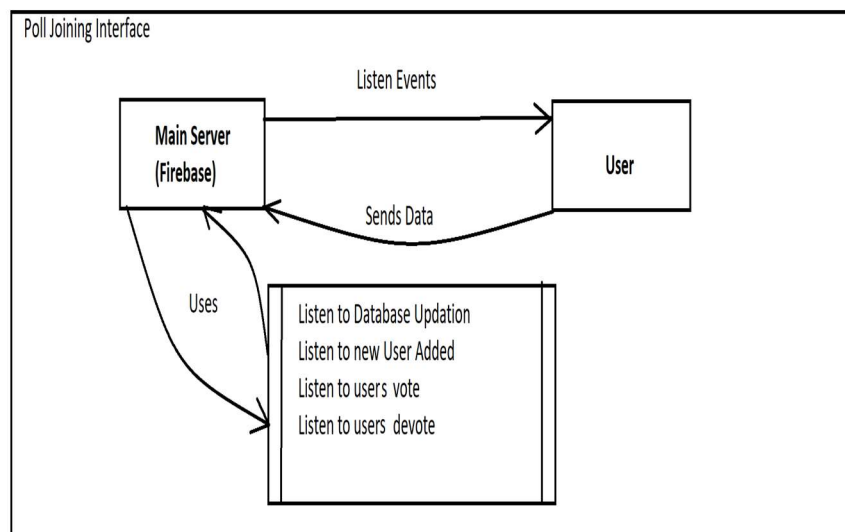 Poll Joining Interface
Listen Events
Main Server
(Firebase)
User
Sends Data
Uses
Listen to Database Updation
Listen to new User Added
Listen to users vote
Listen to users devote